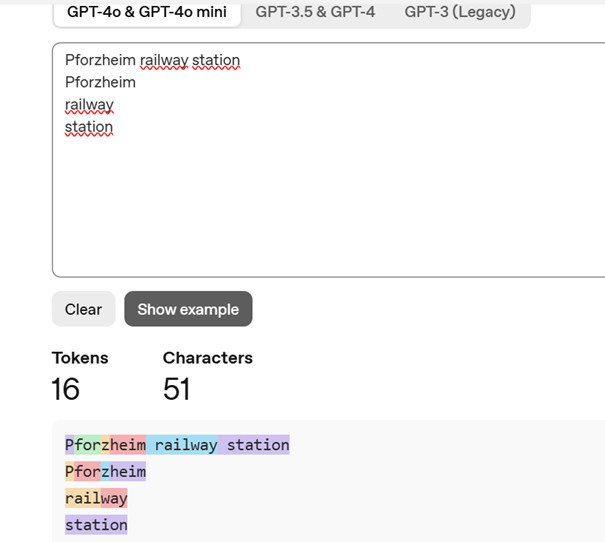 GPT-4o & GPT-4o mini GPT-3.5 & GPT-4 GPT-3 (Legacy)
Pforzheim railway station
Pforzheim
railway
station
Clear Show example
Tokens Characters
16 51
Pforzheim railway station
Pforzheim
railway
station